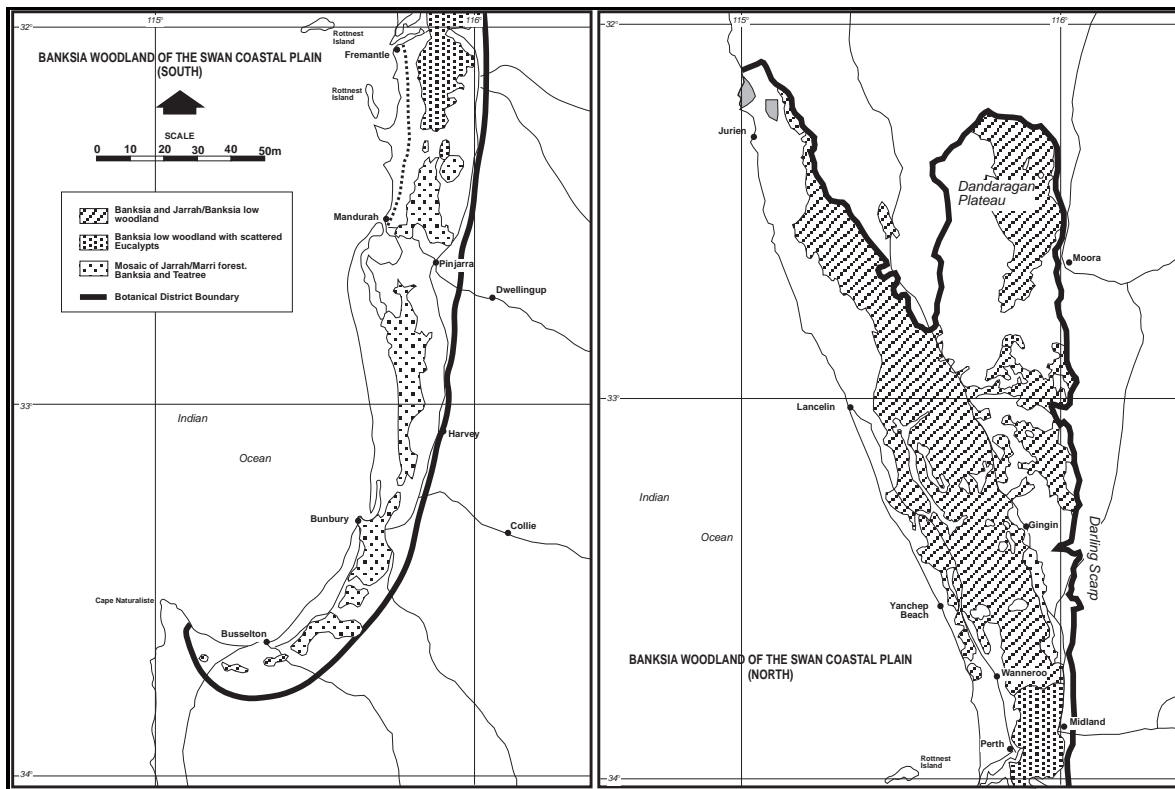 115°
116°
32°
Rottnest
Island
Fremantle
BANKSIA WOODLAND OF THE SWAN COASTAL PLAIN
(SOUTH)
Rottnest
Island
SCALE
0 10 20 30 40 50m
Banksia and Jarrah/Banksia low
woodland
Banksia low woodland with scattered
Eucalypts
Mosaic of Jarrah/Marri forest.
Banksia and Teatree
Botanical District Boundary
Mandurah
Pinjarra
Dwellingup
33°
Indian
Ocean
Harvey
Bunbury
Collie
Cape Naturaliste
Busselton
34°
115°
116°
32°
Jurien
Dandaragan
Plateau
Moora
33°
Lancelin
Indian
Ocean
Gingin
Darling Scarp
Yanchep
Beach
BANKSIA WOODLAND OF THE SWAN COASTAL PLAIN
(NORTH)
Wanneroo
Midland
Perth
Rottnest
Island
34°